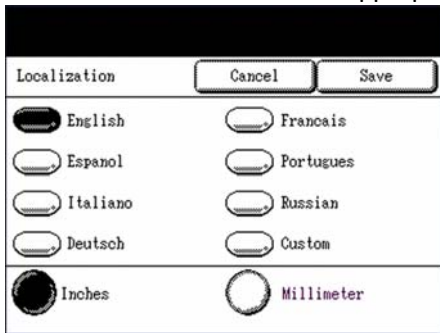 Localization Cancel Save
English Francais
Espanol Portugues
Italiano Russian
Deutsch Custom
Inches Millimeter